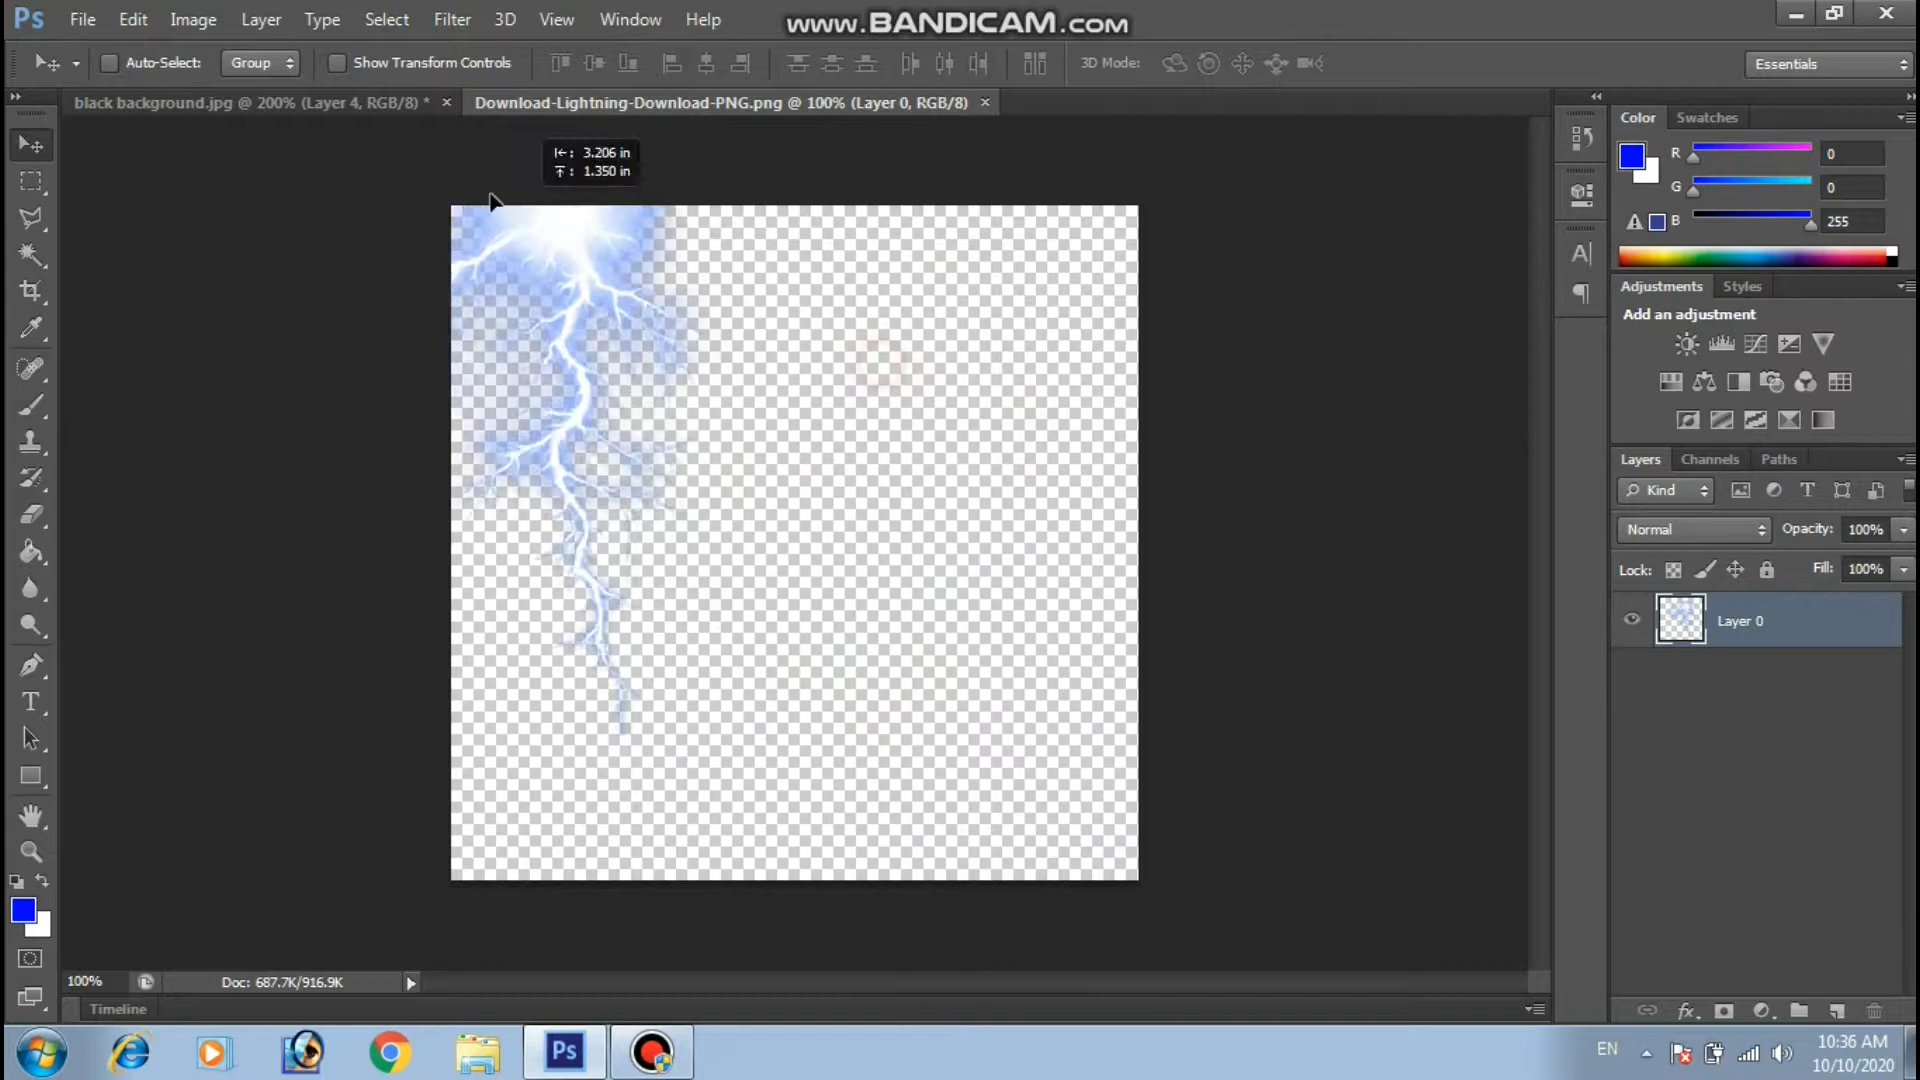 Ps File Edit Image Layer Type Select Filter 3D View Window Help
www.BANDICAM.com
Auto-Select: Group Show Transform Controls 3D Mode: Essentials
black background.jpg @ 200% (Layer 4, RGB/8) * × Download-Lightning-Download-PNG.png @ 100% (Layer 0, RGB/8) ×
Color Swatches
R 0
G 0
B 255
3.206 in
1.350 in
Adjustments Styles
Add an adjustment
Layers Channels Paths
Kind
Normal Opacity: 100%
Lock: Fill: 100%
Layer 0
100% Doc: 687.7K/916.9K
Timeline
Ps
EN
10:36 AM
10/10/2020